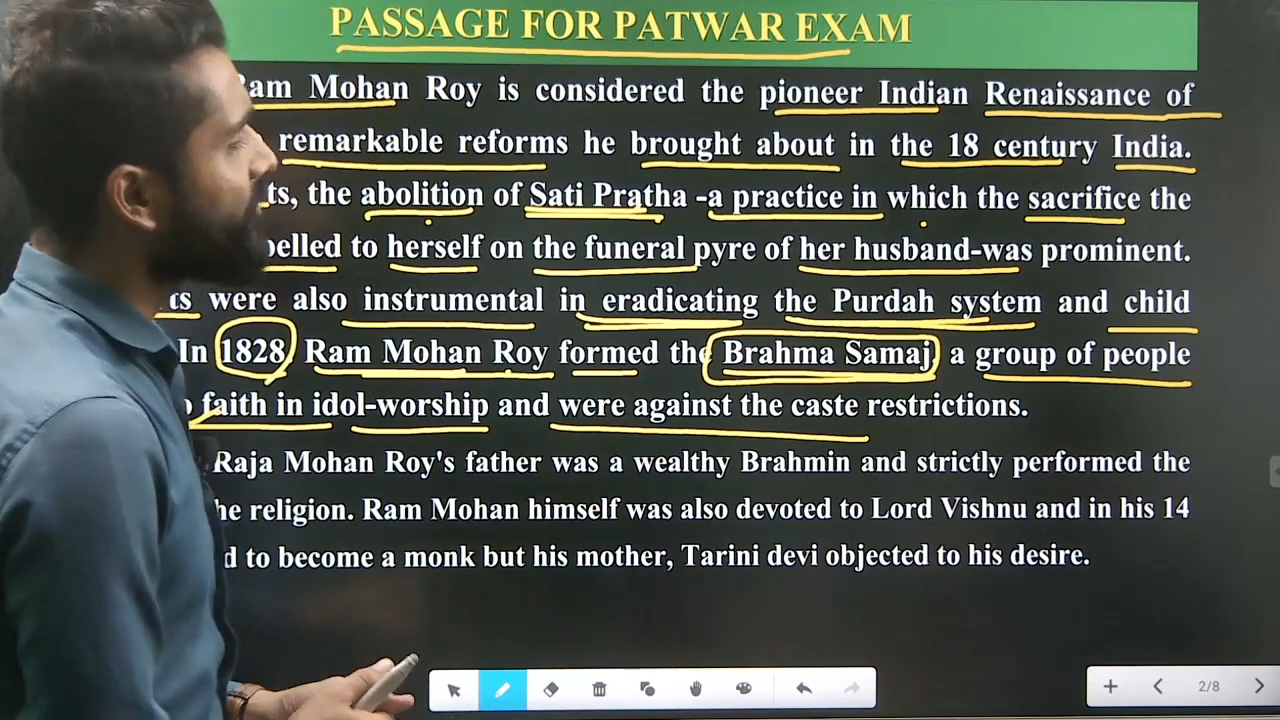 PASSAGE FOR PATWAR EXAM
Ram Mohan Roy is considered the pioneer Indian Renaissance of
remarkable reforms he brought about in the 18 century India.
the abolition of Sati Pratha -a practice in which the sacrifice the
to herself on the funeral pyre of her husband-was prominent.
were also instrumental in eradicating the Purdah system and child
In 1828, Ram Mohan Roy formed the Brahma Samaj, a group of people
faith in idol-worship and were against the caste restrictions.
Raja Mohan Roy's father was a wealthy Brahmin and strictly performed the
he religion. Ram Mohan himself was also devoted to Lord Vishnu and in his 14
d to become a monk but his mother, Tarini devi objected to his desire.
2/8